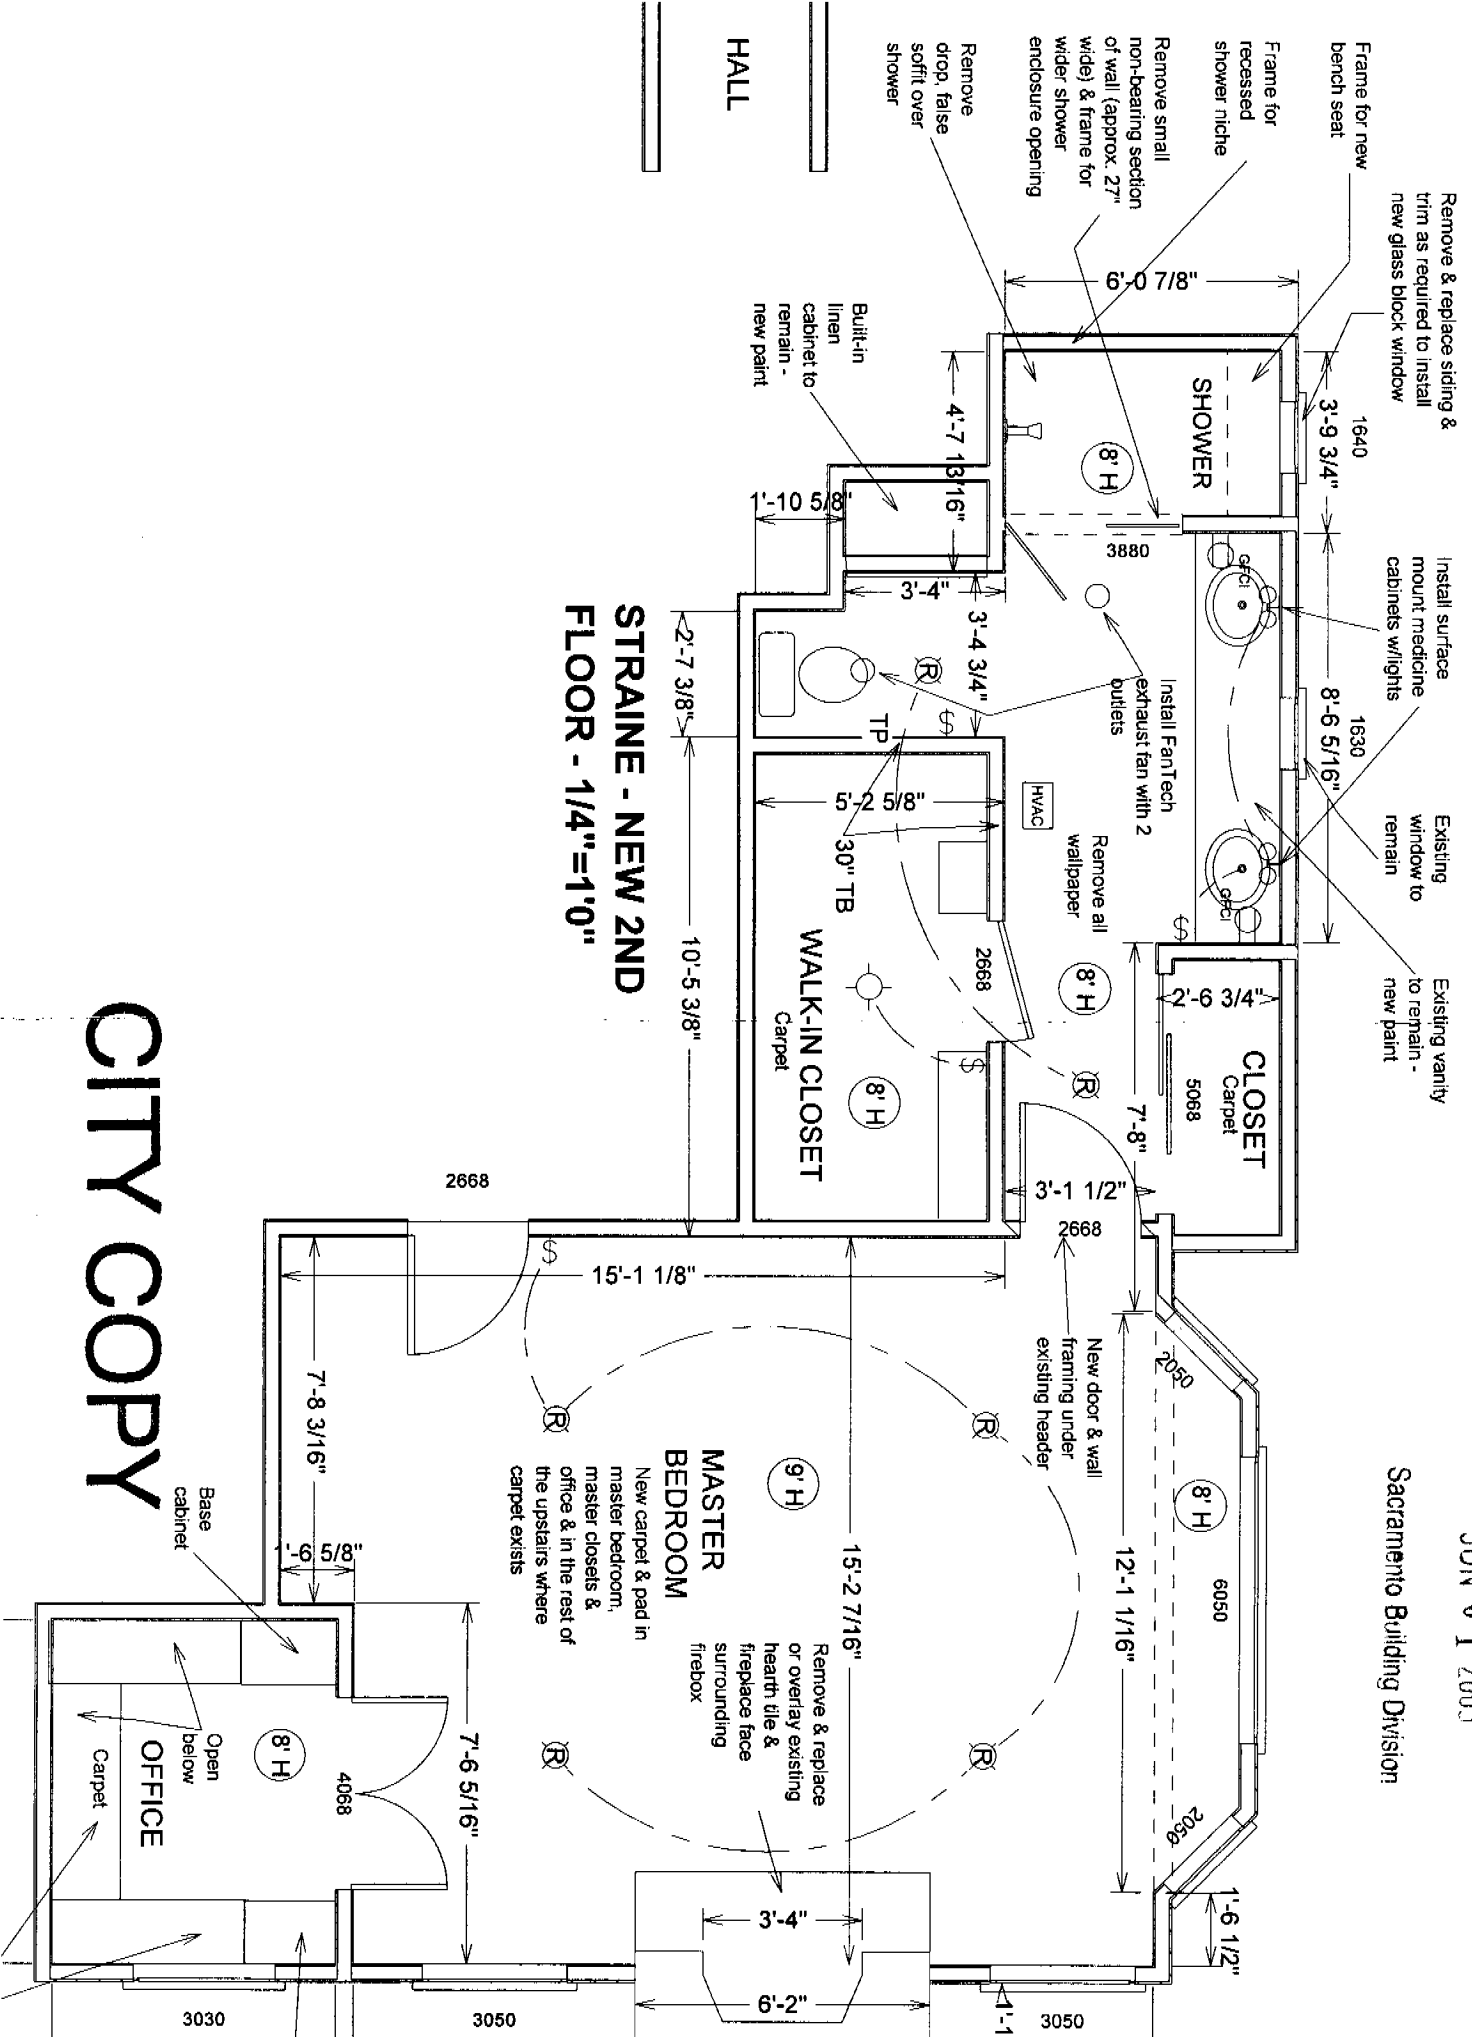 JUN 0 1 2005
Sacramento Building Division
Remove & replace siding &
trim as required to install
new glass block window
Frame for new
bench seat
Frame for
recessed
shower niche
Remove small
non-bearing section
of wall (approx. 27"
wide) & frame for
wider shower
enclosure opening
Remove
drop, false
soffit over
shower
HALL
Install surface
mount medicine
cabinets w/lights
Existing
window to
remain
Existing vanity
to remain -
new paint
1640
3'-9 3/4"
1630
8'-6 5/16"
6'-0 7/8"
SHOWER
8' H
3880
GFCI
GFCI
$
4'-7 13/16"
Built-in
linen
cabinet to
remain -
new paint
1'-10 5/8"
3'-4"
3'-4 3/4"
2'-7 3/8"
R
$
TP
Install FanTech
exhaust fan with 2
outlets
HVAC
Remove all
wallpaper
8' H
R
5'-2 5/8"
30" TB
2668
WALK-IN CLOSET
Carpet
8' H
$
10'-5 3/8"
2'-6 3/4"
CLOSET
Carpet
5068
7'-8"
3'-1 1/2"
2668
New door & wall
framing under
existing header
STRAINE - NEW 2ND
FLOOR - 1/4"=1'0"
2668
$
15'-1 1/8"
7'-8 3/16"
15'-2 7/16"
12'-1 1/16"
2050
8' H
6050
2050
1'-6 1/2"
R
R
R
R
9' H
MASTER
BEDROOM
New carpet & pad in
master bedroom,
master closets &
office & in the rest of
the upstairs where
carpet exists
Remove & replace
or overlay existing
hearth tile &
fireplace face
surrounding
firebox
3'-4"
6'-2"
1'-1
3050
3050
3030
7'-6 5/16"
'-6 5/8"
Base
cabinet
Open
below
8' H
4068
OFFICE
Carpet
CITY COPY